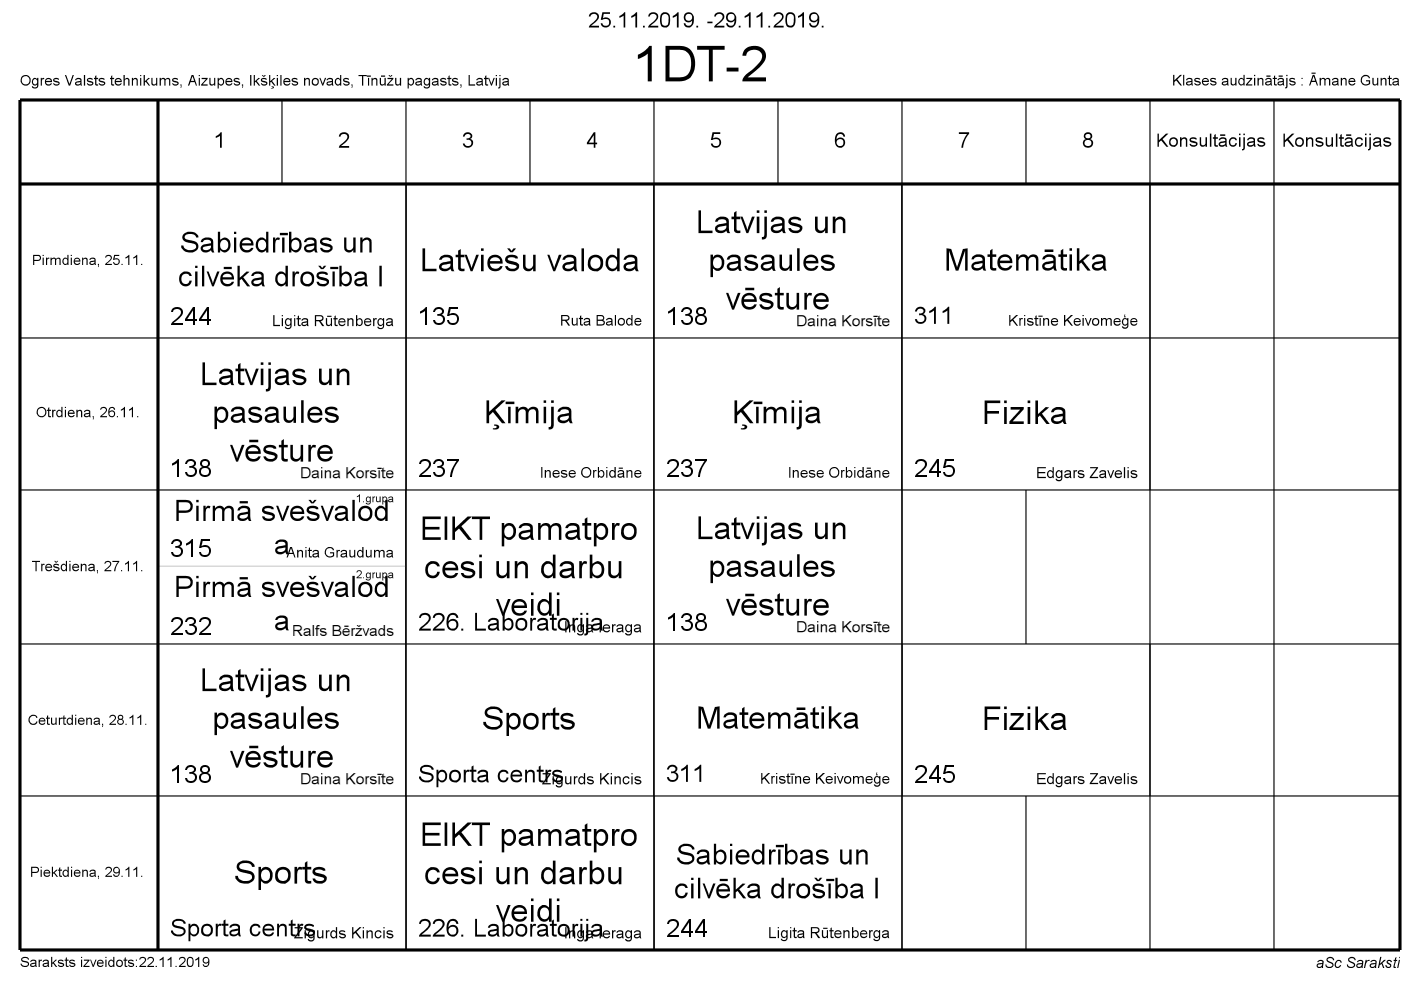 25.11.2019. -29.11.2019.
1DT-2
Ogres Valsts tehnikums, Aizupes, Ikšķiles novads, Tīnūžu pagasts, Latvija
Klases audzinātājs : Āmane Gunta
1 2 3 4 5 6 7 8 Konsultācijas Konsultācijas
Pirmdiena, 25.11.
Sabiedrības un
cilvēka drošība I
244 Ligita Rūtenberga
Latviešu valoda
135 Ruta Balode
Latvijas un
pasaules
vēsture
138 Daina Korsīte
Matemātika
311 Kristīne Keivomeģe
Otrdiena, 26.11.
Latvijas un
pasaules
vēsture
138 Daina Korsīte
Ķīmija
237 Inese Orbidāne
Ķīmija
237 Inese Orbidāne
Fizika
245 Edgars Zavelis
Trešdiena, 27.11.
1.grupa
Pirmā svešvalod
a
315 Anita Grauduma
2.grupa
Pirmā svešvalod
a
232 Ralfs Bēržvads
EIKT pamatpro
cesi un darbu
veidi
226. Laboratorija Inga Ieraga
Latvijas un
pasaules
vēsture
138 Daina Korsīte
Ceturtdiena, 28.11.
Latvijas un
pasaules
vēsture
138 Daina Korsīte
Sports
Sporta centrs Zigurds Kincis
Matemātika
311 Kristīne Keivomeģe
Fizika
245 Edgars Zavelis
Piektdiena, 29.11.
Sports
Sporta centrs Zigurds Kincis
EIKT pamatpro
cesi un darbu
veidi
226. Laboratorija Inga Ieraga
Sabiedrības un
cilvēka drošība I
244 Ligita Rūtenberga
Saraksts izveidots:22.11.2019
aSc Saraksti